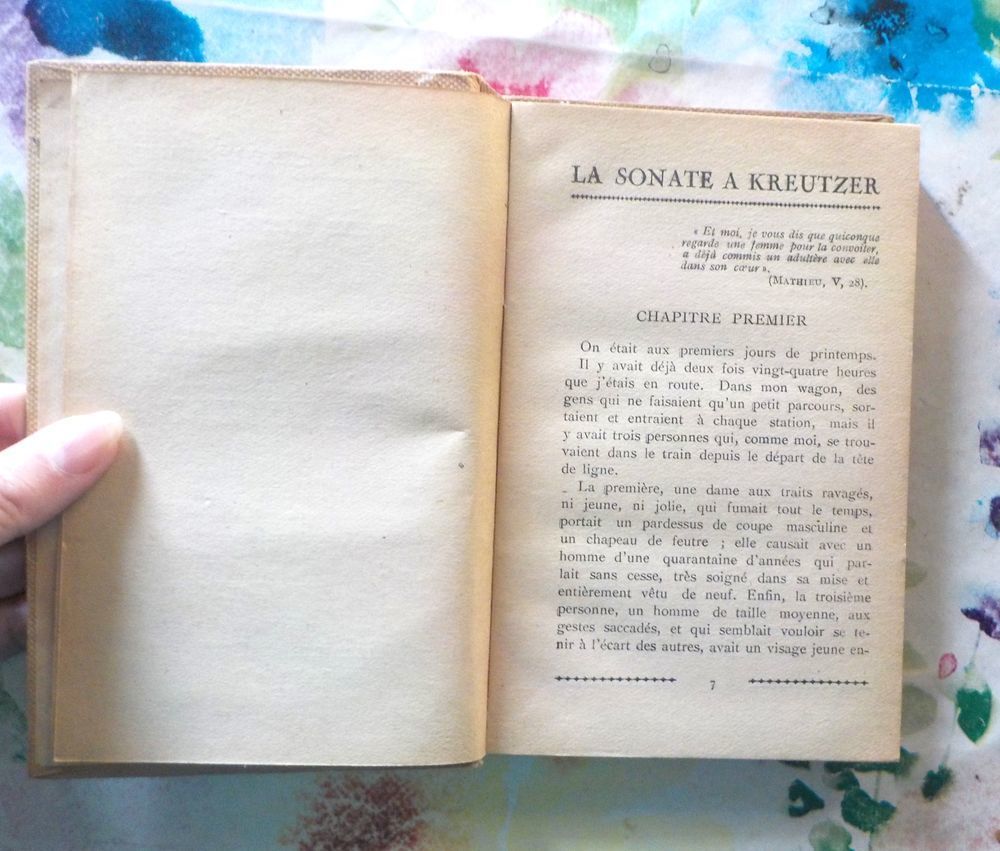 LA SONATE A KREUTZER
« Et moi, je vous dis que quiconque
regarde une femme pour la convoiter,
a déjà commis un adultère avec elle
dans son cœur ».
(MATHIEU, V, 28).
CHAPITRE PREMIER
On était aux premiers jours de printemps.
Il y avait déjà deux fois vingt-quatre heures
que j'étais en route. Dans mon wagon, des
gens qui ne faisaient qu'un petit parcours, sor-
taient et entraient à chaque station, mais il
y avait trois personnes qui, comme moi, se trou-
vaient dans le train depuis le départ de la tête
de ligne.
La première, une dame aux traits ravagés,
ni jeune, ni jolie, qui fumait tout le temps,
portait un pardessus de coupe masculine et
un chapeau de feutre ; elle causait avec un
homme d'une quarantaine d'années qui par-
lait sans cesse, très soigné dans sa mise et
entièrement vêtu de neuf. Enfin, la troisième
personne, un homme de taille moyenne, aux
gestes saccadés, et qui semblait vouloir se te-
nir à l'écart des autres, avait un visage jeune en-
7